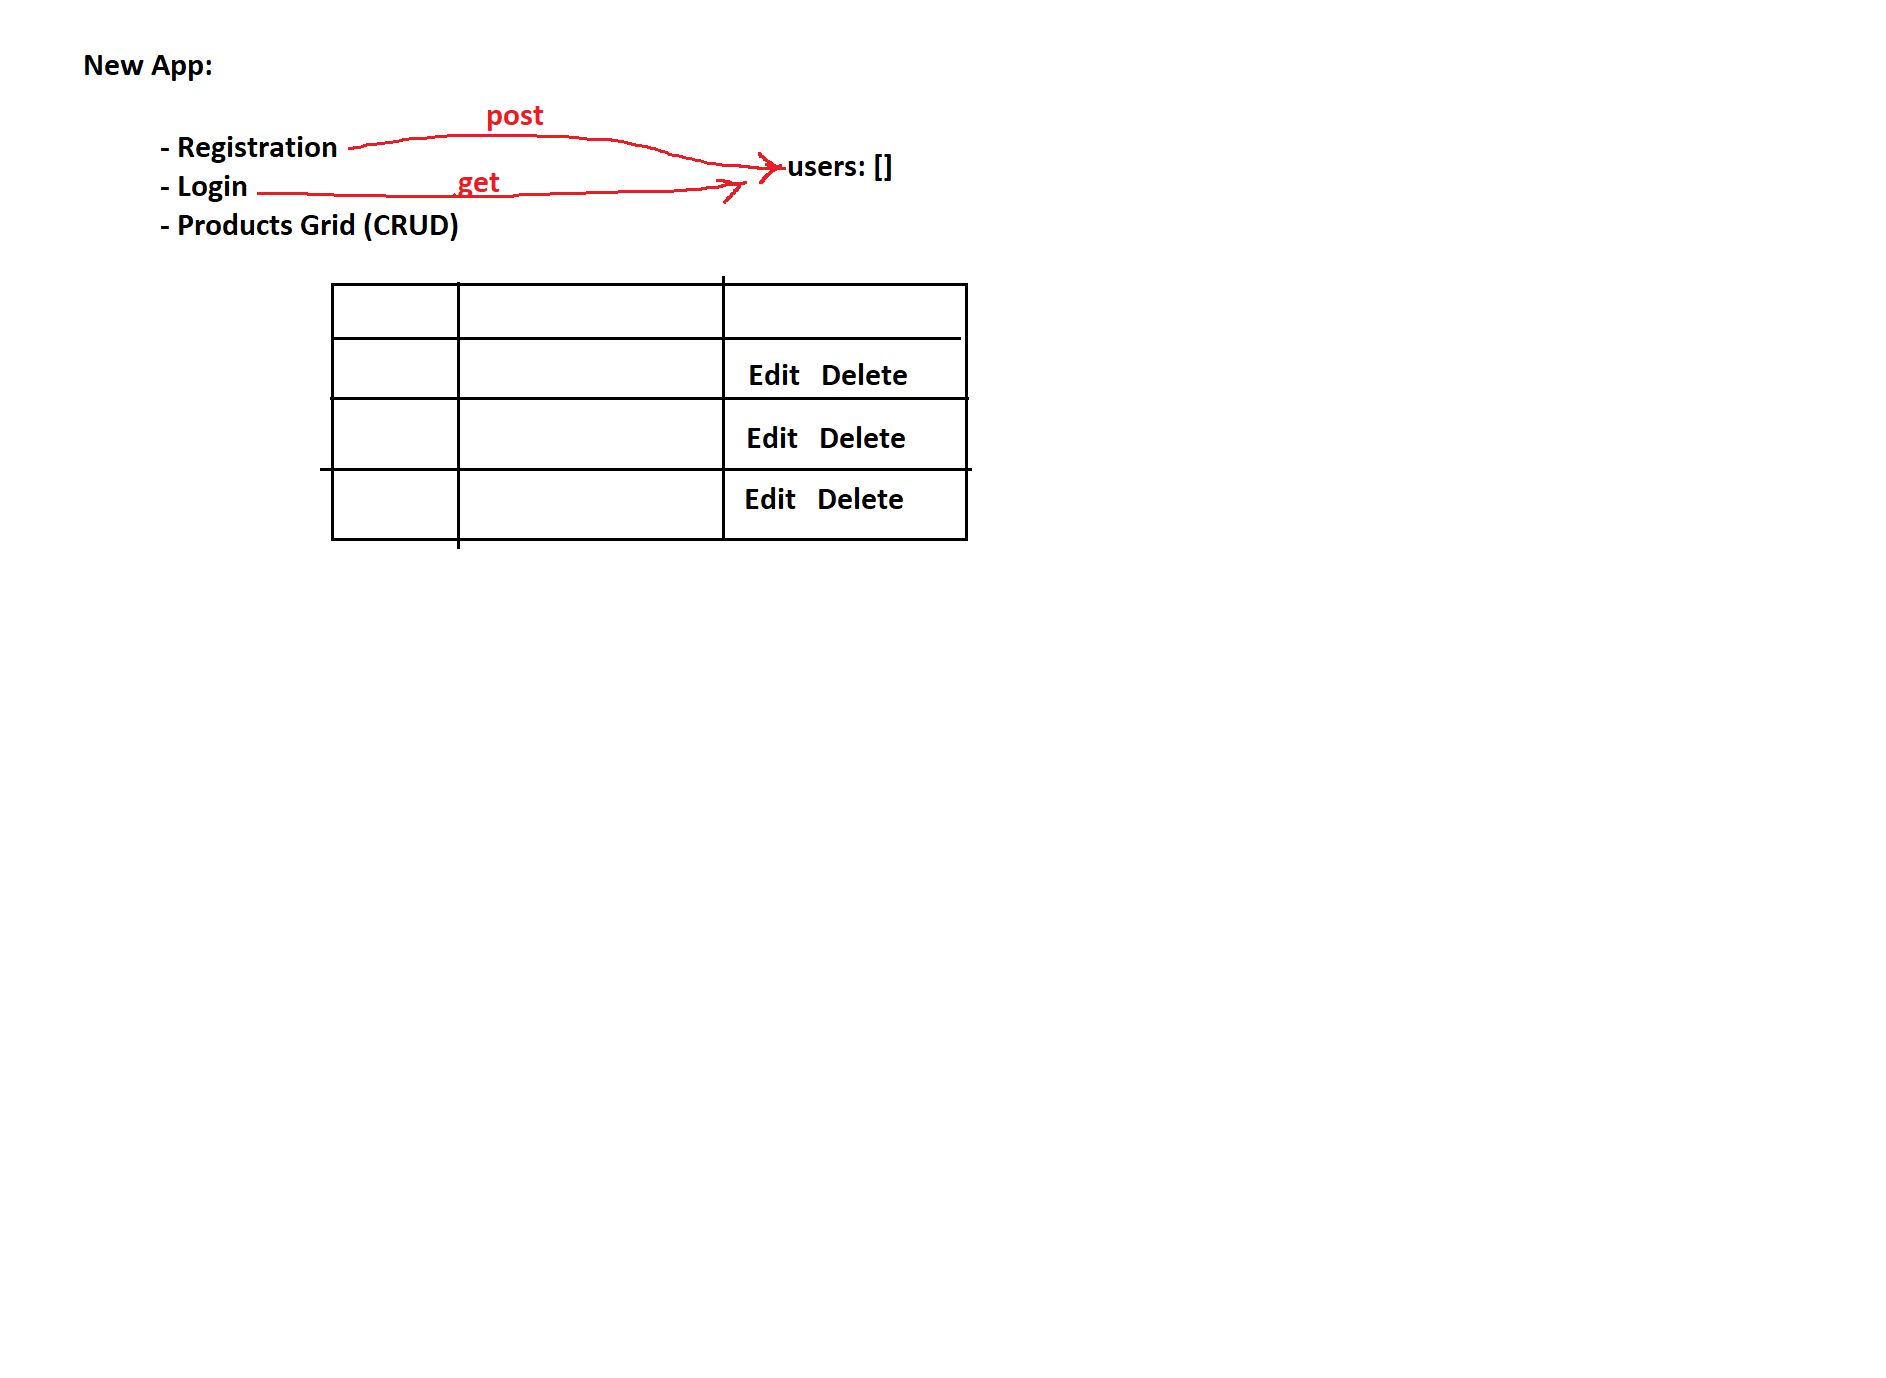 New App:
post
- Registration
users: []
- Login
get
- Products Grid (CRUD)
Edit Delete
Edit Delete
Edit Delete